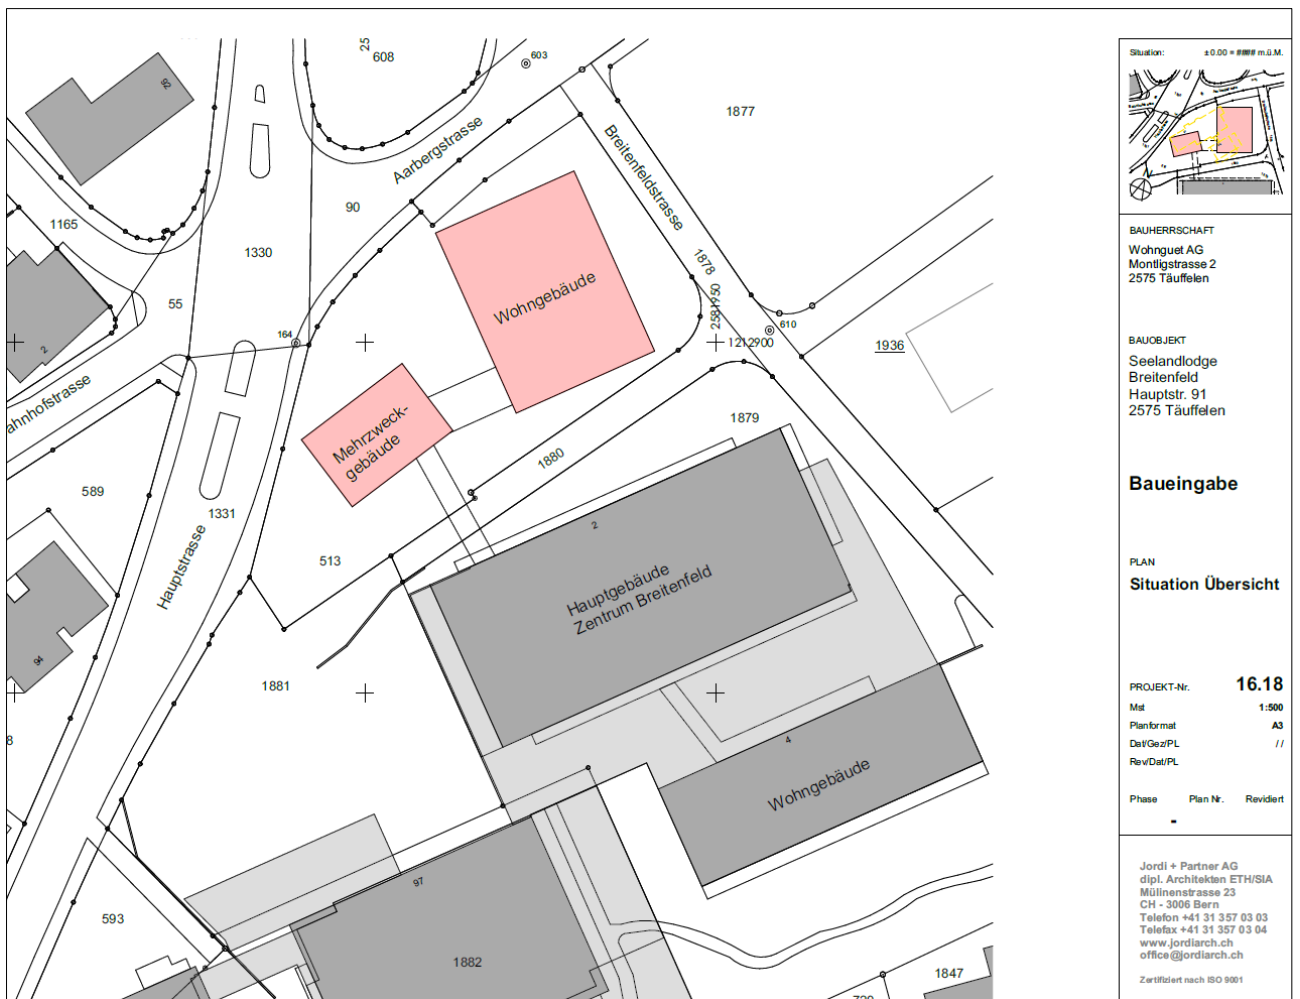 25
608
603
92
1877
Aarbergstrasse
Breitenfeldstrasse
90
1165
1330
1878
55
Wohngebäude
2581950
164
610
1212900
1936
2
Mehrzweck-
gebäude
1879
ahnhofstrasse
1880
589
1331
2
Hauptstrasse
513
Hauptgebäude
Zentrum Breitenfeld
94
1881
8
4
Wohngebäude
97
593
1882
1847
Situation:
±0.00 = #### m.ü.M.
BAUHERRSCHAFT
Wohnguet AG
Montligstrasse 2
2575 Täuffelen
BAUOBJEKT
Seelandlodge
Breitenfeld
Hauptstr. 91
2575 Täuffelen
Baueingabe
PLAN
Situation Übersicht
PROJEKT-Nr. 16.18
Mst 1:500
Planformat A3
Dat/Gez/PL / /
Rev/Dat/PL
Phase Plan Nr. Revidiert
-
Jordi + Partner AG
dipl. Architekten ETH/SIA
Mülinenstrasse 23
CH - 3006 Bern
Telefon +41 31 357 03 03
Telefax +41 31 357 03 04
www.jordiarch.ch
office@jordiarch.ch
Zertifiziert nach ISO 9001